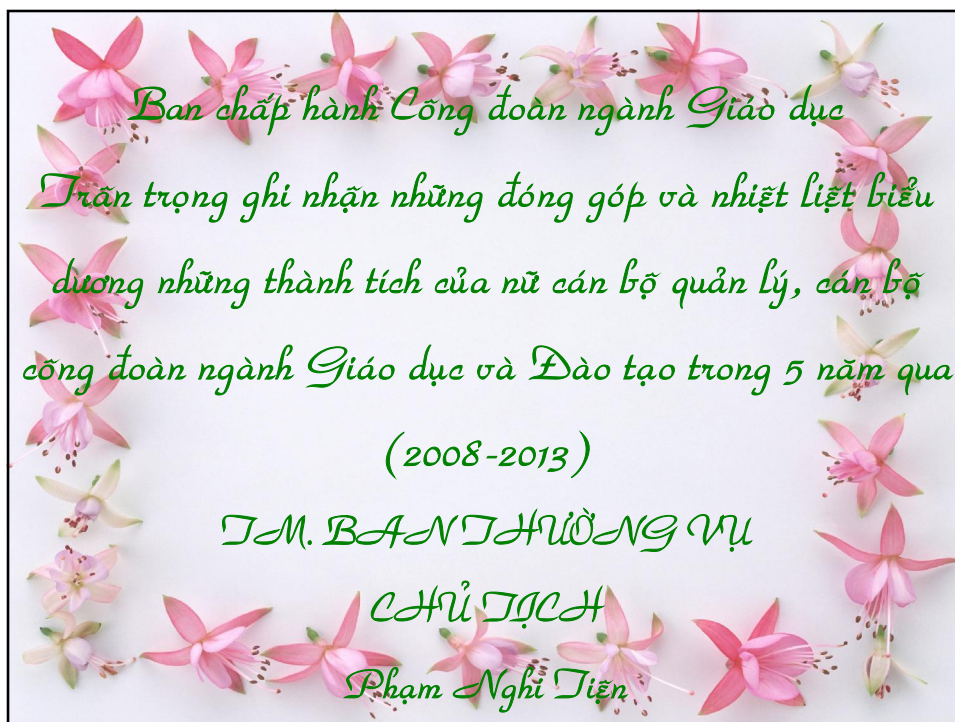 Ban chấp hành Công đoàn ngành Giáo dục
Trân trọng ghi nhận những đóng góp và nhiệt liệt biểu
dương những thành tích của nữ cán bộ quản lý, cán bộ
công đoàn ngành Giáo dục và Đào tạo trong 5 năm qua
(2008-2013)
TM. BAN THƯỜNG VỤ
CHỦ TỊCH
Phạm Nghi Tiện